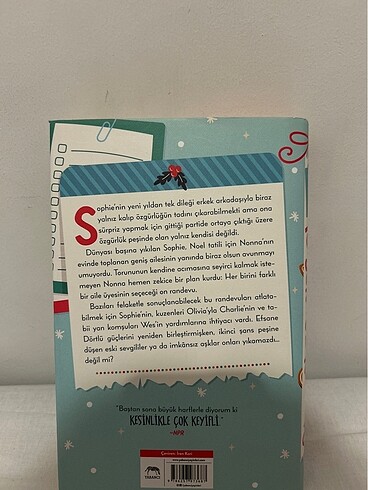 Sophie'nin yeni yıldan tek dileği erkek arkadaşıyla biraz
yalnız kalıp özgürlüğün tadını çıkarabilmekti ama ona
sürpriz yapmak için gittiği partide ortaya çıktığı üzere
özgürlük peşinde olan yalnız kendisi değildi.
Dünyası başına yıkılan Sophie, Noel tatili için Nonna'nın
evinde toplanan geniş ailesinin yanında biraz olsun avunmayı
umuyordu. Torununun kendine acımasına seyirci kalmak iste-
meyen Nonna hemen zekice bir plan kurdu: Her birini farklı
bir aile üyesinin seçeceği on randevu.
Bazıları felaketle sonuçlanabilecek bu randevuları atlata-
bilmek için Sophie'nin, kuzenleri Olivia'yla Charlie'nin ve ta-
bii yan komşuları Wes'in yardımlarına ihtiyacı vardı. Efsane
Dörtlü güçlerini yeniden birleştirmişken, ikinci şans peşine
düşen eski sevgililer ya da imkânsız aşklar onları yıkamazdı...
değil mi?
"Baştan sona büyük harflerle diyorum ki
KESİNLİKLE ÇOK KEYİFLİ."
—NPR
YABANCI